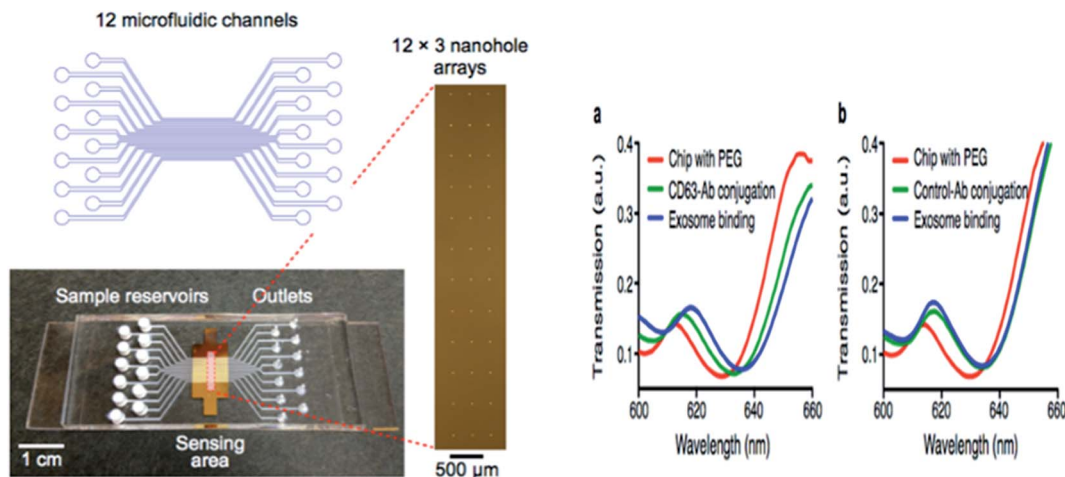 12 microfluidic channels
12 × 3 nanohole
arrays
Sample reservoirs
Outlets
Sensing
area
1 cm
500 µm
a
0.4
0.3
0.2
0.1
Transmission (a.u.)
Chip with PEG
CD63-Ab conjugation
Exosome binding
600
620
640
660
Wavelength (nm)
b
0.4
0.3
0.2
0.1
Transmission (a.u.)
Chip with PEG
Control-Ab conjugation
Exosome binding
600
620
640
660
Wavelength (nm)